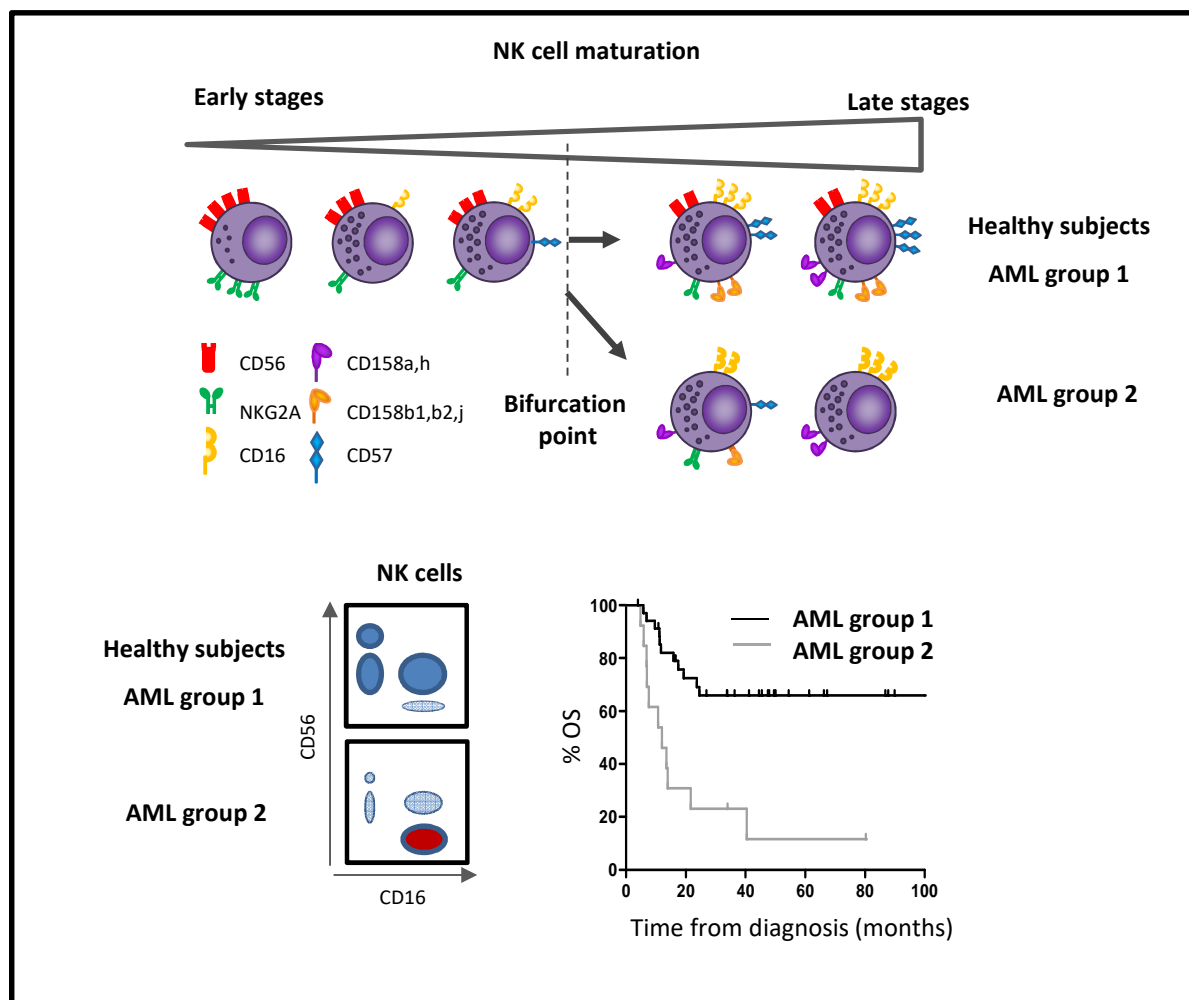 NK cell maturation
Early stages
Late stages
Healthy subjects
AML group 1
CD56
CD158a,h
NKG2A
CD158b1,b2,j
CD16
CD57
Bifurcation
point
AML group 2
NK cells
Healthy subjects
AML group 1
AML group 2
CD56
CD16
AML group 1
AML group 2
% OS
100
80
60
40
20
0
0 20 40 60 80 100
Time from diagnosis (months)